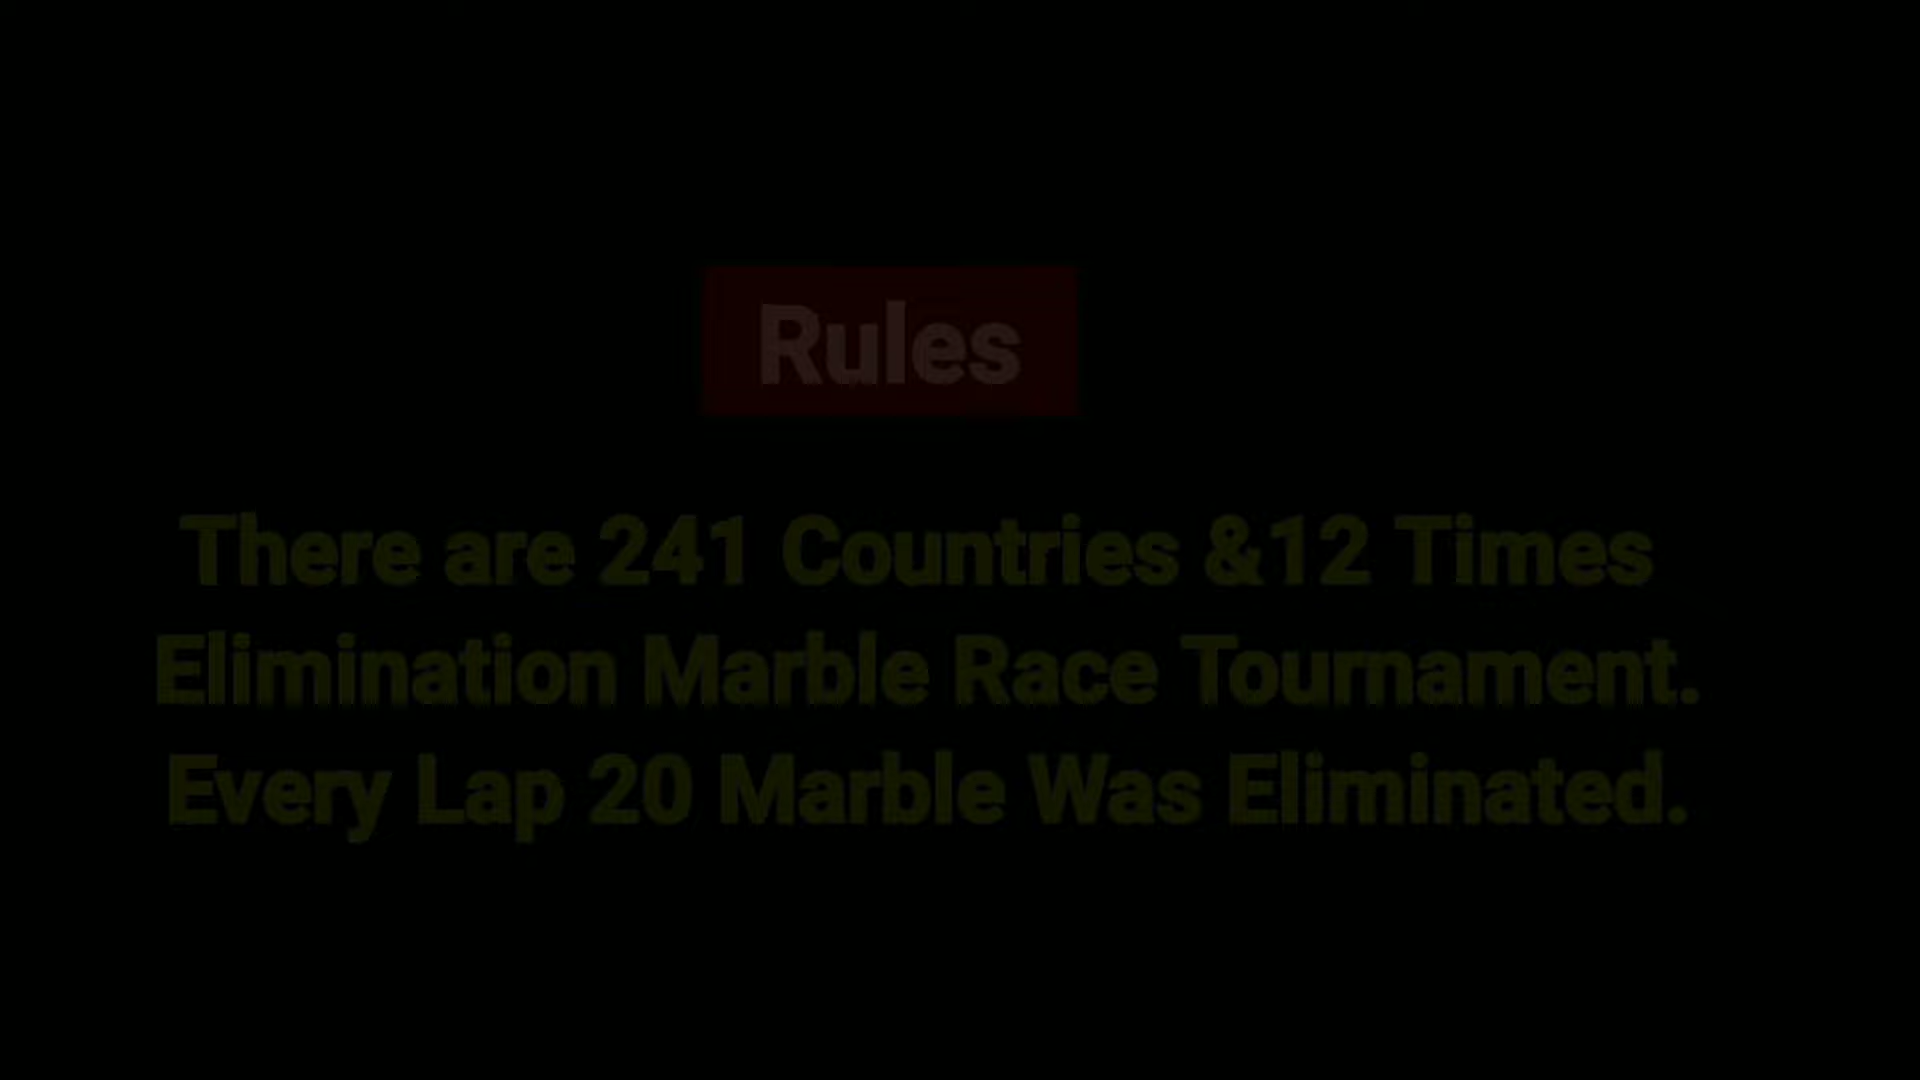 Rules
There are 241 Countries &12 Times
Elimination Marble Race Tournament.
Every Lap 20 Marble Was Eliminated.